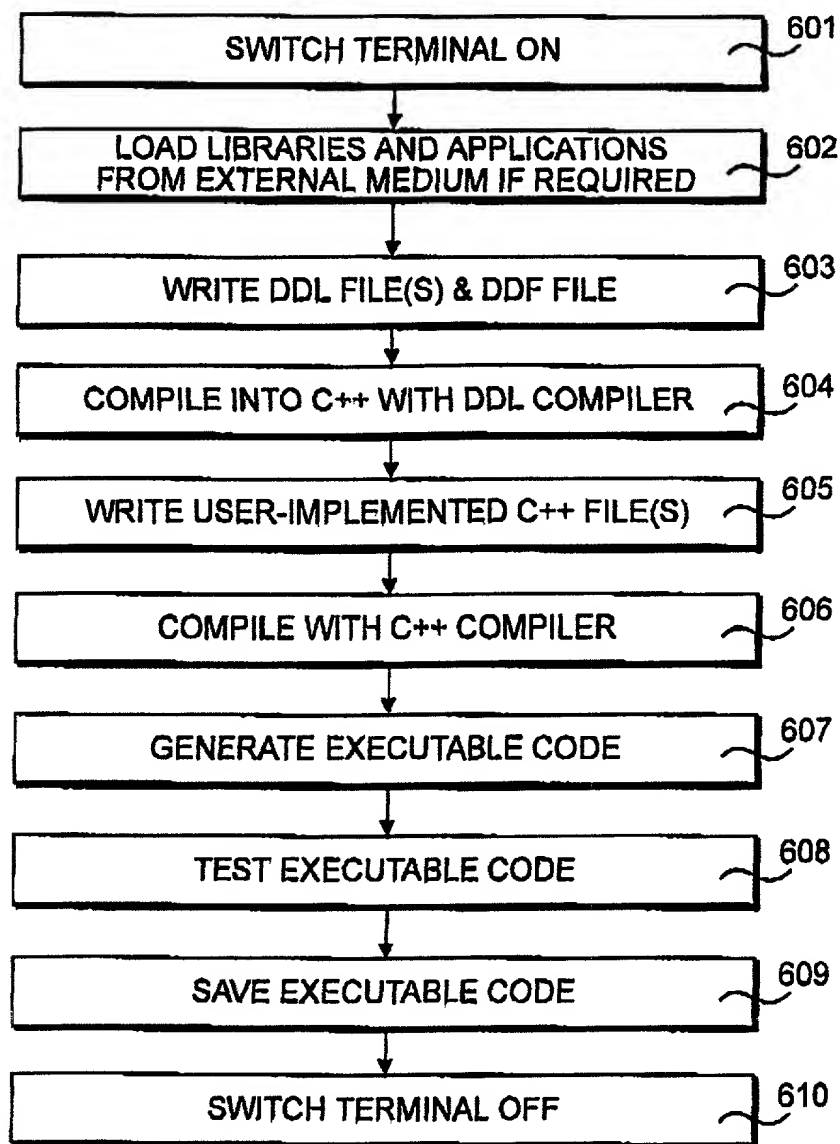 601
SWITCH TERMINAL ON
LOAD LIBRARIES AND APPLICATIONS
FROM EXTERNAL MEDIUM IF REQUIRED
602
WRITE DDL FILE(S) & DDF FILE
603
COMPILE INTO C++ WITH DDL COMPILER
604
WRITE USER-IMPLEMENTED C++ FILE(S)
605
COMPILE WITH C++ COMPILER
606
GENERATE EXECUTABLE CODE
607
TEST EXECUTABLE CODE
608
SAVE EXECUTABLE CODE
609
SWITCH TERMINAL OFF
610